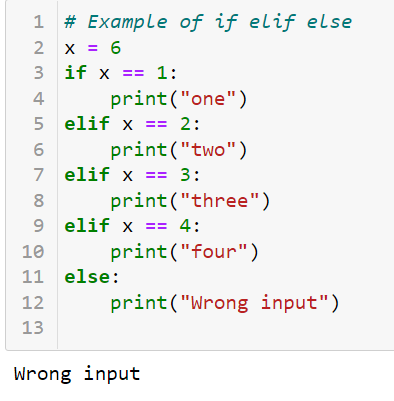 1 # Example of if elif else
2 x = 6
3 if x == 1:
4     print("one")
5 elif x == 2:
6     print("two")
7 elif x == 3:
8     print("three")
9 elif x == 4:
10     print("four")
11 else:
12     print("Wrong input")
13
Wrong input